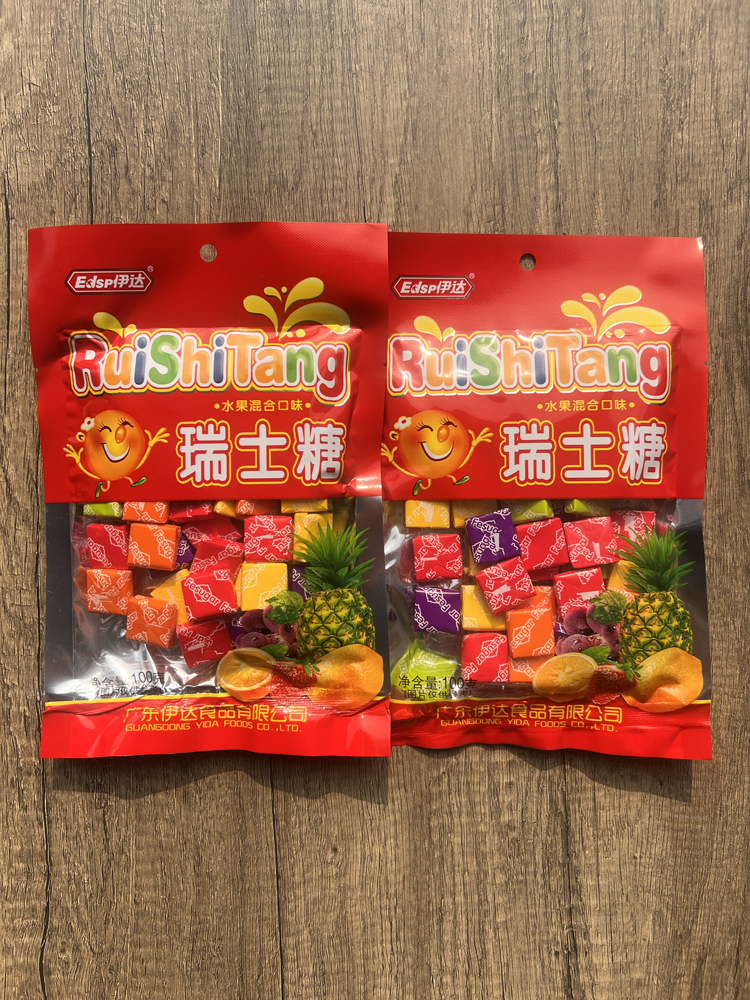 Edsp伊达®
RuiShiTang
•水果混合口味•
瑞士糖
净含量:100克
广东伊达食品有限公司
GUANGDONG YIDA FOODS CO.,LTD.
Edsp伊达®
RuiShiTang
•水果混合口味•
瑞士糖
净含量:100克
广东伊达食品有限公司
GUANGDONG YIDA FOODS CO.,LTD.